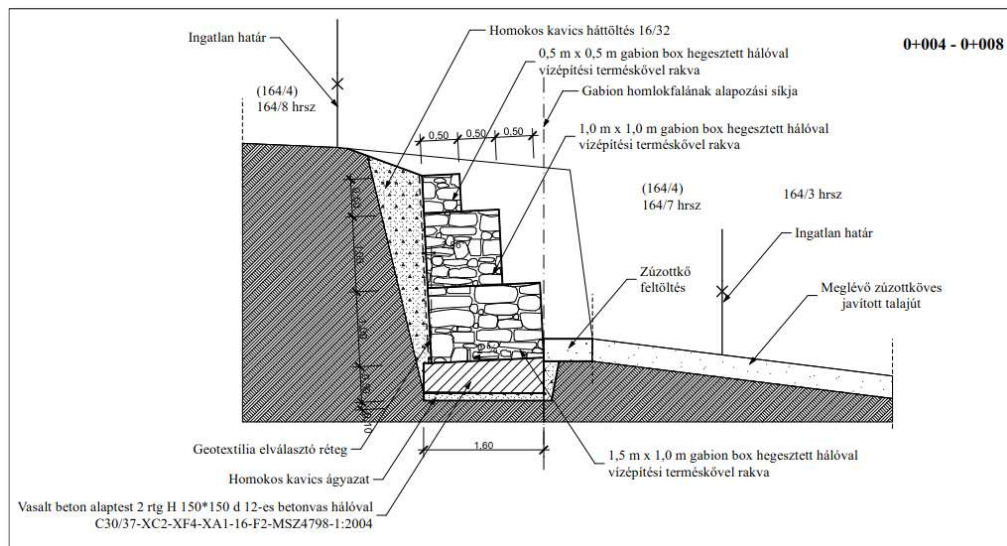 Ingatlan határ
Homokos kavics háttöltés 16/32
0+004 - 0+008
0,5 m x 0,5 m gabion box hegesztett hálóval
vízépítési terméskővel rakva
(164/4)
164/8 hrsz
Gabion homlokfalának alapozási síkja
0,50 0,50 0,50
1,0 m x 1,0 m gabion box hegesztett hálóval
vízépítési terméskővel rakva
(164/4)
164/7 hrsz
164/3 hrsz
Ingatlan határ
Zúzottkő
feltöltés
Meglévő zúzottköves
javított talajút
1,60
Geotextília elválasztó réteg
Homokos kavics ágyazat
1,5 m x 1,0 m gabion box hegesztett hálóval
vízépítési terméskővel rakva
Vasalt beton alaptest 2 rtg H 150*150 d 12-es betonvas hálóval
C30/37-XC2-XF4-XA1-16-F2-MSZ4798-1:2004